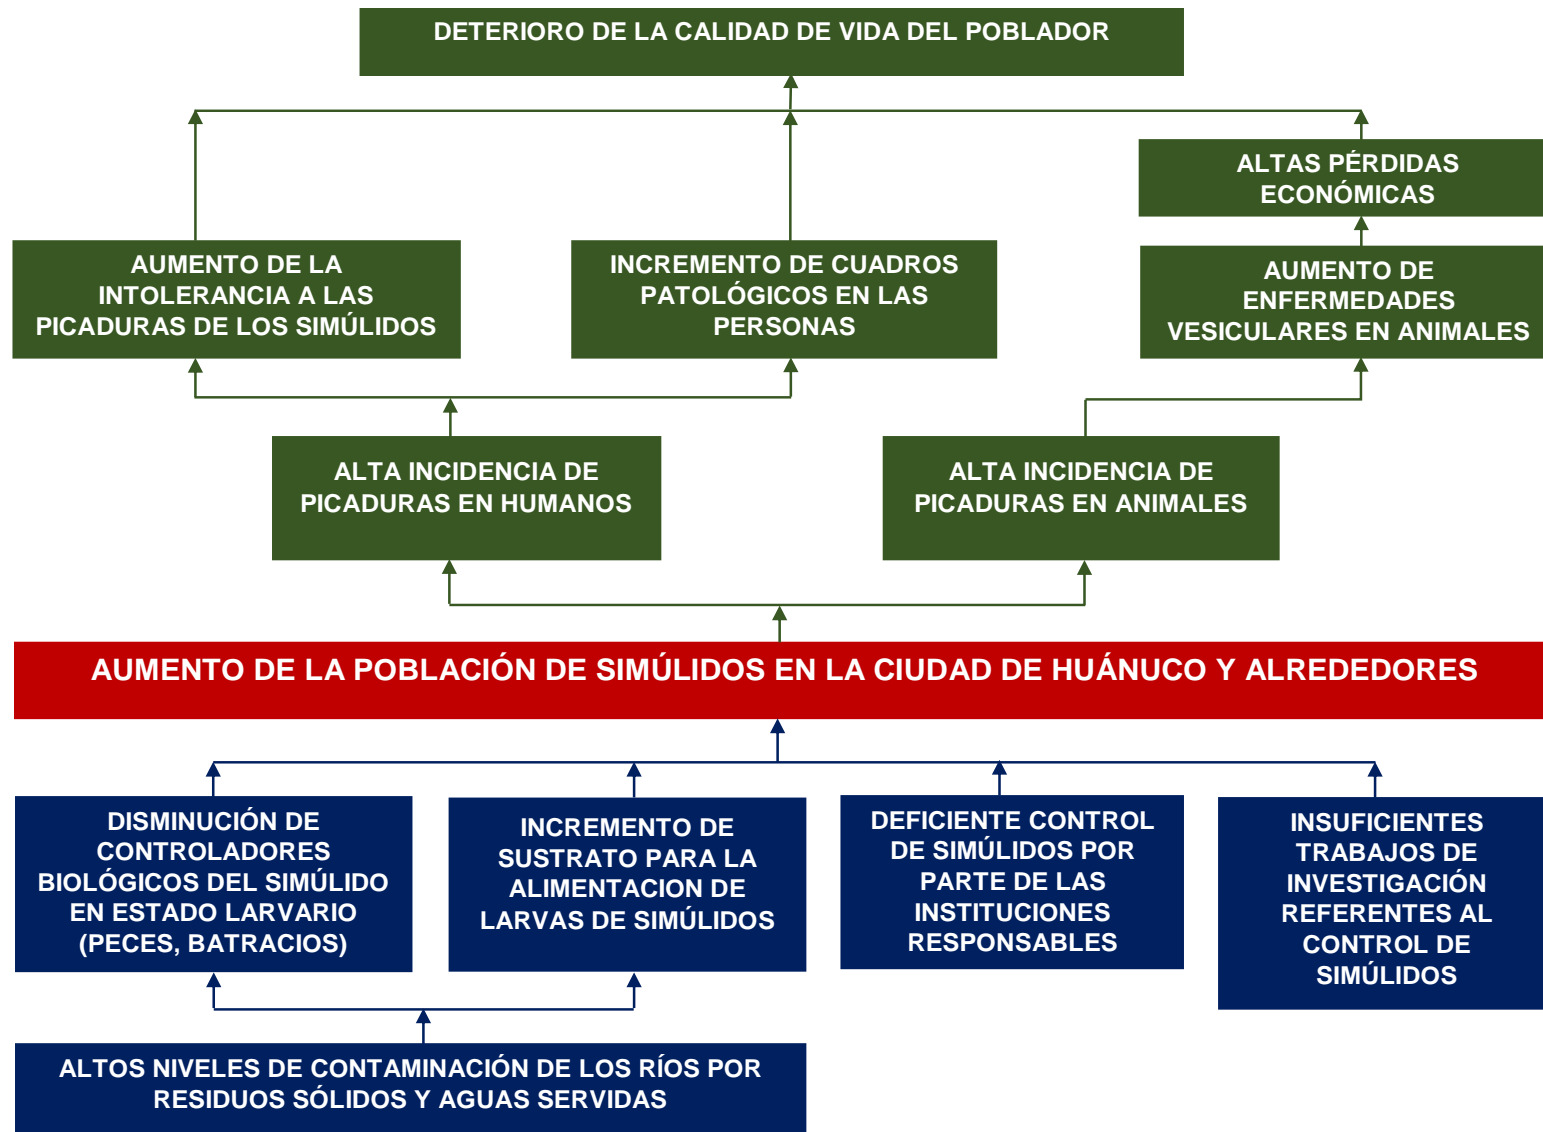 DETERIORO DE LA CALIDAD DE VIDA DEL POBLADOR
ALTAS PÉRDIDAS
ECONÓMICAS
AUMENTO DE LA
INTOLERANCIA A LAS
PICADURAS DE LOS SIMÚLIDOS
INCREMENTO DE CUADROS
PATOLÓGICOS EN LAS
PERSONAS
AUMENTO DE
ENFERMEDADES
VESICULARES EN ANIMALES
ALTA INCIDENCIA DE
PICADURAS EN HUMANOS
ALTA INCIDENCIA DE
PICADURAS EN ANIMALES
AUMENTO DE LA POBLACIÓN DE SIMÚLIDOS EN LA CIUDAD DE HUÁNUCO Y ALREDEDORES
DISMINUCIÓN DE
CONTROLADORES
BIOLÓGICOS DEL SIMÚLIDO
EN ESTADO LARVARIO
(PECES, BATRACIOS)
INCREMENTO DE
SUSTRATO PARA LA
ALIMENTACION DE
LARVAS DE SIMÚLIDOS
DEFICIENTE CONTROL
DE SIMÚLIDOS POR
PARTE DE LAS
INSTITUCIONES
RESPONSABLES
INSUFICIENTES
TRABAJOS DE
INVESTIGACIÓN
REFERENTES AL
CONTROL DE
SIMÚLIDOS
ALTOS NIVELES DE CONTAMINACIÓN DE LOS RÍOS POR
RESIDUOS SÓLIDOS Y AGUAS SERVIDAS